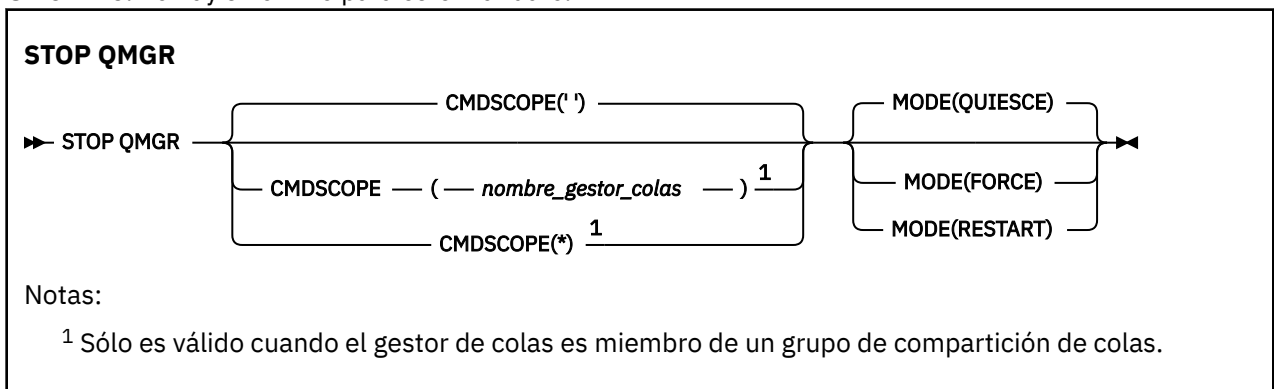 STOP QMGR
CMDSCOPE(' ') MODE(QUIESCE)
STOP QMGR
CMDSCOPE ( nombre_gestor_colas ) 1 MODE(FORCE)
CMDSCOPE(*) 1 MODE(RESTART)
Notas:
1 Sólo es válido cuando el gestor de colas es miembro de un grupo de compartición de colas.